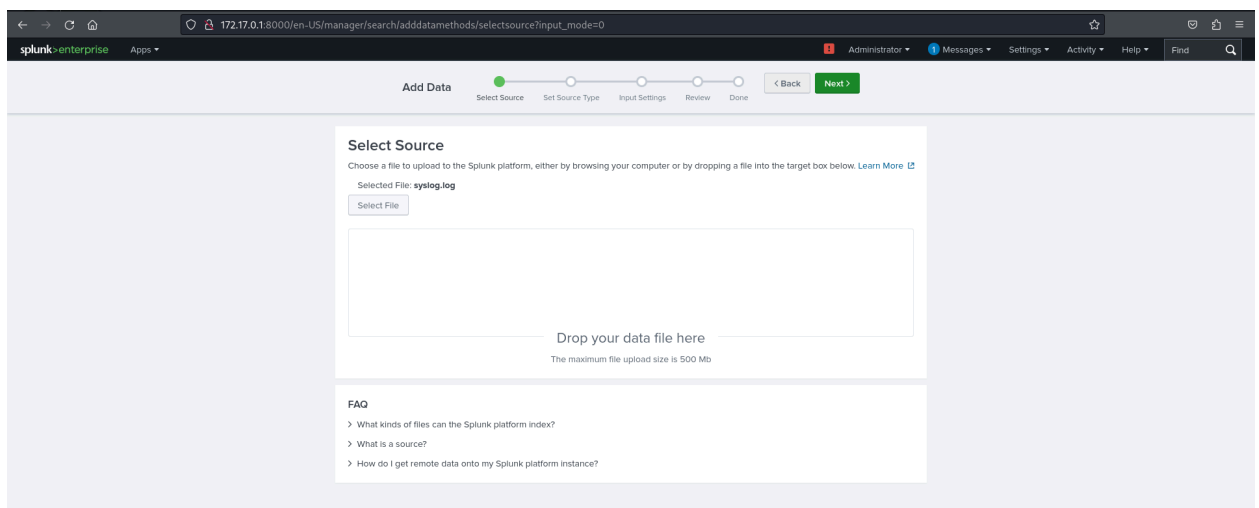 172.17.0.1:8000/en-US/manager/search/adddatamethods/selectsource?input_mode=0
splunk>enterprise Apps ! Administrator 1 Messages Settings Activity Help Find
Add Data Select Source Set Source Type Input Settings Review Done < Back Next >
Select Source
Choose a file to upload to the Splunk platform, either by browsing your computer or by dropping a file into the target box below. Learn More
Selected File: syslog.log
Select File
Drop your data file here
The maximum file upload size is 500 Mb
FAQ
> What kinds of files can the Splunk platform index?
> What is a source?
> How do I get remote data onto my Splunk platform instance?